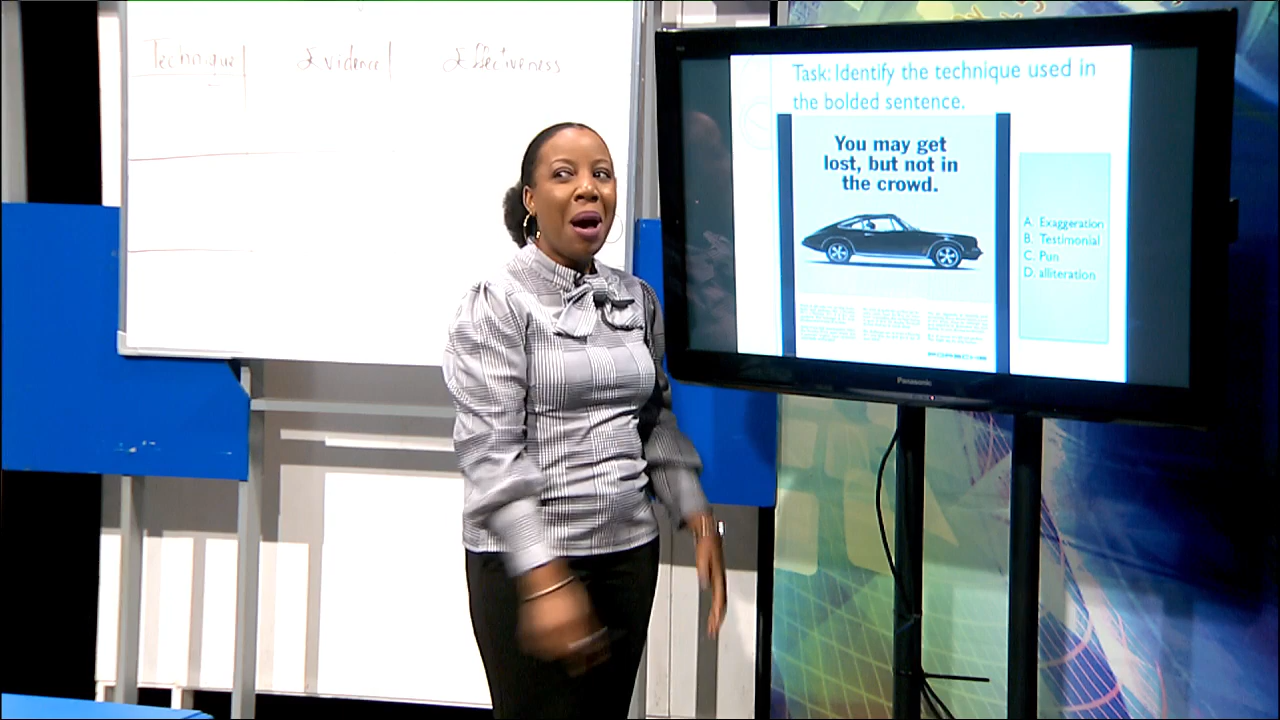 Technique
Evidence
Effectiveness
Task: Identify the technique used in
the bolded sentence.
You may get
lost, but not in
the crowd.
A. Exaggeration
B. Testimonial
C. Pun
D. alliteration
Panasonic